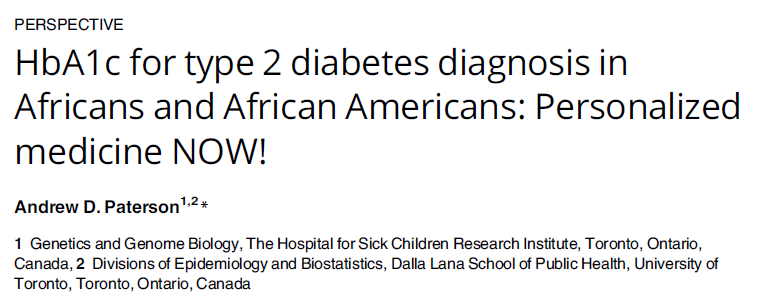 PERSPECTIVE
HbA1c for type 2 diabetes diagnosis in
Africans and African Americans: Personalized
medicine NOW!
Andrew D. Paterson1,2*
1 Genetics and Genome Biology, The Hospital for Sick Children Research Institute, Toronto, Ontario,
Canada, 2 Divisions of Epidemiology and Biostatistics, Dalla Lana School of Public Health, University of
Toronto, Toronto, Ontario, Canada